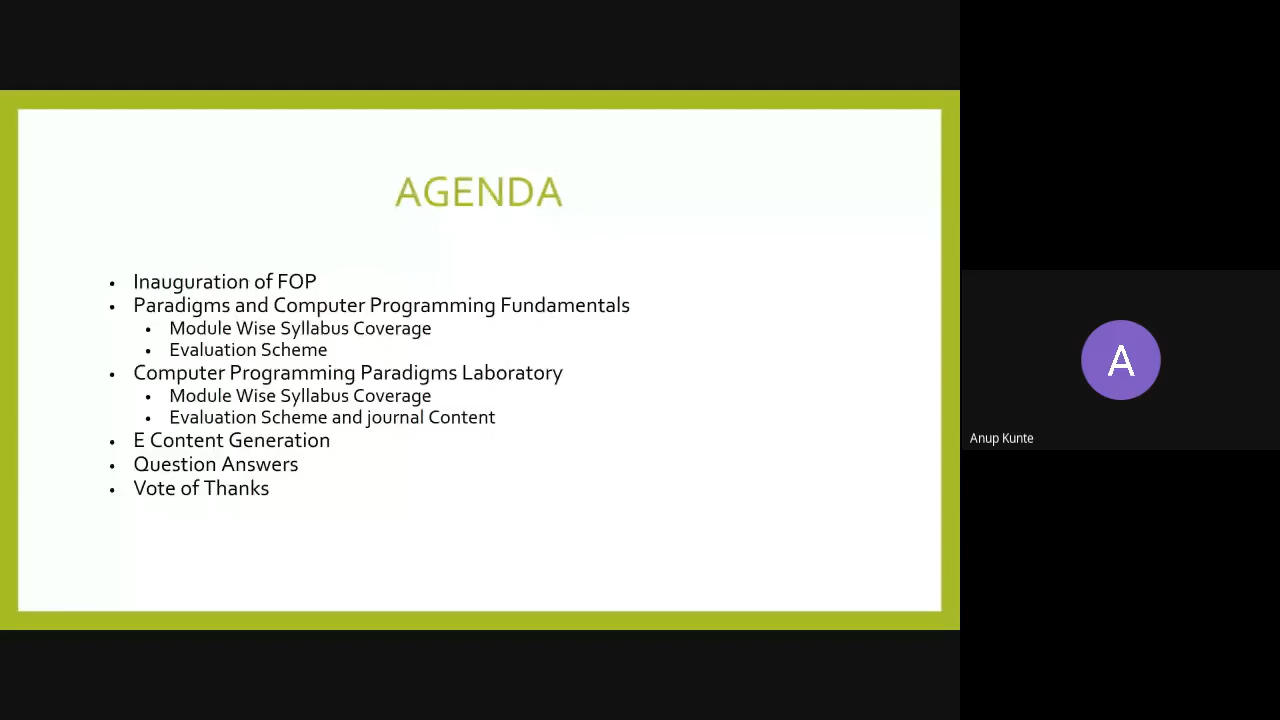 AGENDA
• Inauguration of FOP
• Paradigms and Computer Programming Fundamentals
• Module Wise Syllabus Coverage
• Evaluation Scheme
• Computer Programming Paradigms Laboratory
• Module Wise Syllabus Coverage
• Evaluation Scheme and journal Content
• E Content Generation
• Question Answers
• Vote of Thanks
A
Anup Kunte